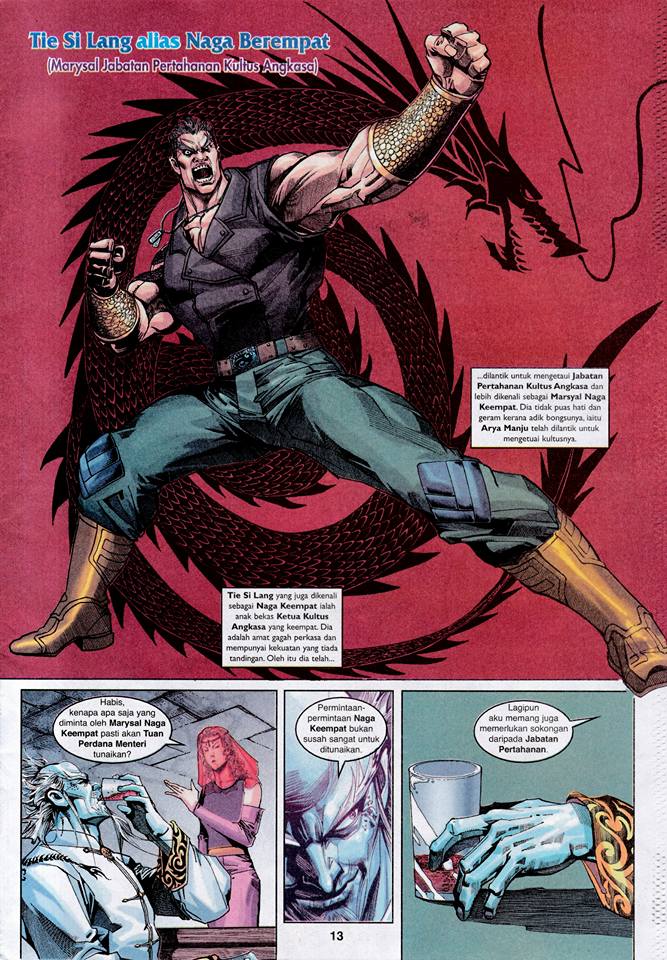 Tie Si Lang alias Naga Berempat
(Marysal Jabatan Pertahanan Kultus Angkasa)
Tie Si Lang yang juga dikenali
sebagai Naga Keempat ialah
anak bekas Ketua Kultus
Angkasa yang keempat. Dia
adalah amat gagah perkasa dan
mempunyai kekuatan yang tiada
tandingan. Oleh itu dia telah...
...dilantik untuk mengetaui Jabatan
Pertahanan Kultus Angkasa dan
lebih dikenali sebagai Marsyal Naga
Keempat. Dia tidak puas hati dan
geram kerana adik bongsunya, iaitu
Arya Manju telah dilantik untuk
mengetuai kultusnya.
Habis,
kenapa apa saja yang
diminta oleh Marysal Naga
Keempat pasti akan Tuan
Perdana Menteri
tunaikan?
Permintaan-
permintaan Naga
Keempat bukan
susah sangat untuk
ditunaikan.
Lagipun
aku memang juga
memerlukan sokongan
daripada Jabatan
Pertahanan.
13